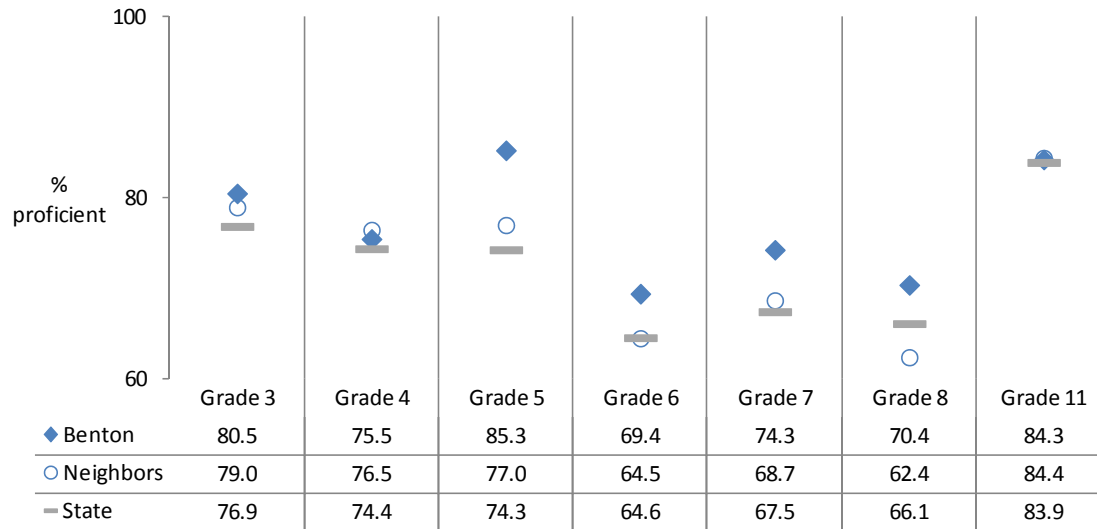 100
80
60
%
proficient
Grade 3 Grade 4 Grade 5 Grade 6 Grade 7 Grade 8 Grade 11
Benton 80.5 75.5 85.3 69.4 74.3 70.4 84.3
Neighbors 79.0 76.5 77.0 64.5 68.7 62.4 84.4
State 76.9 74.4 74.3 64.6 67.5 66.1 83.9